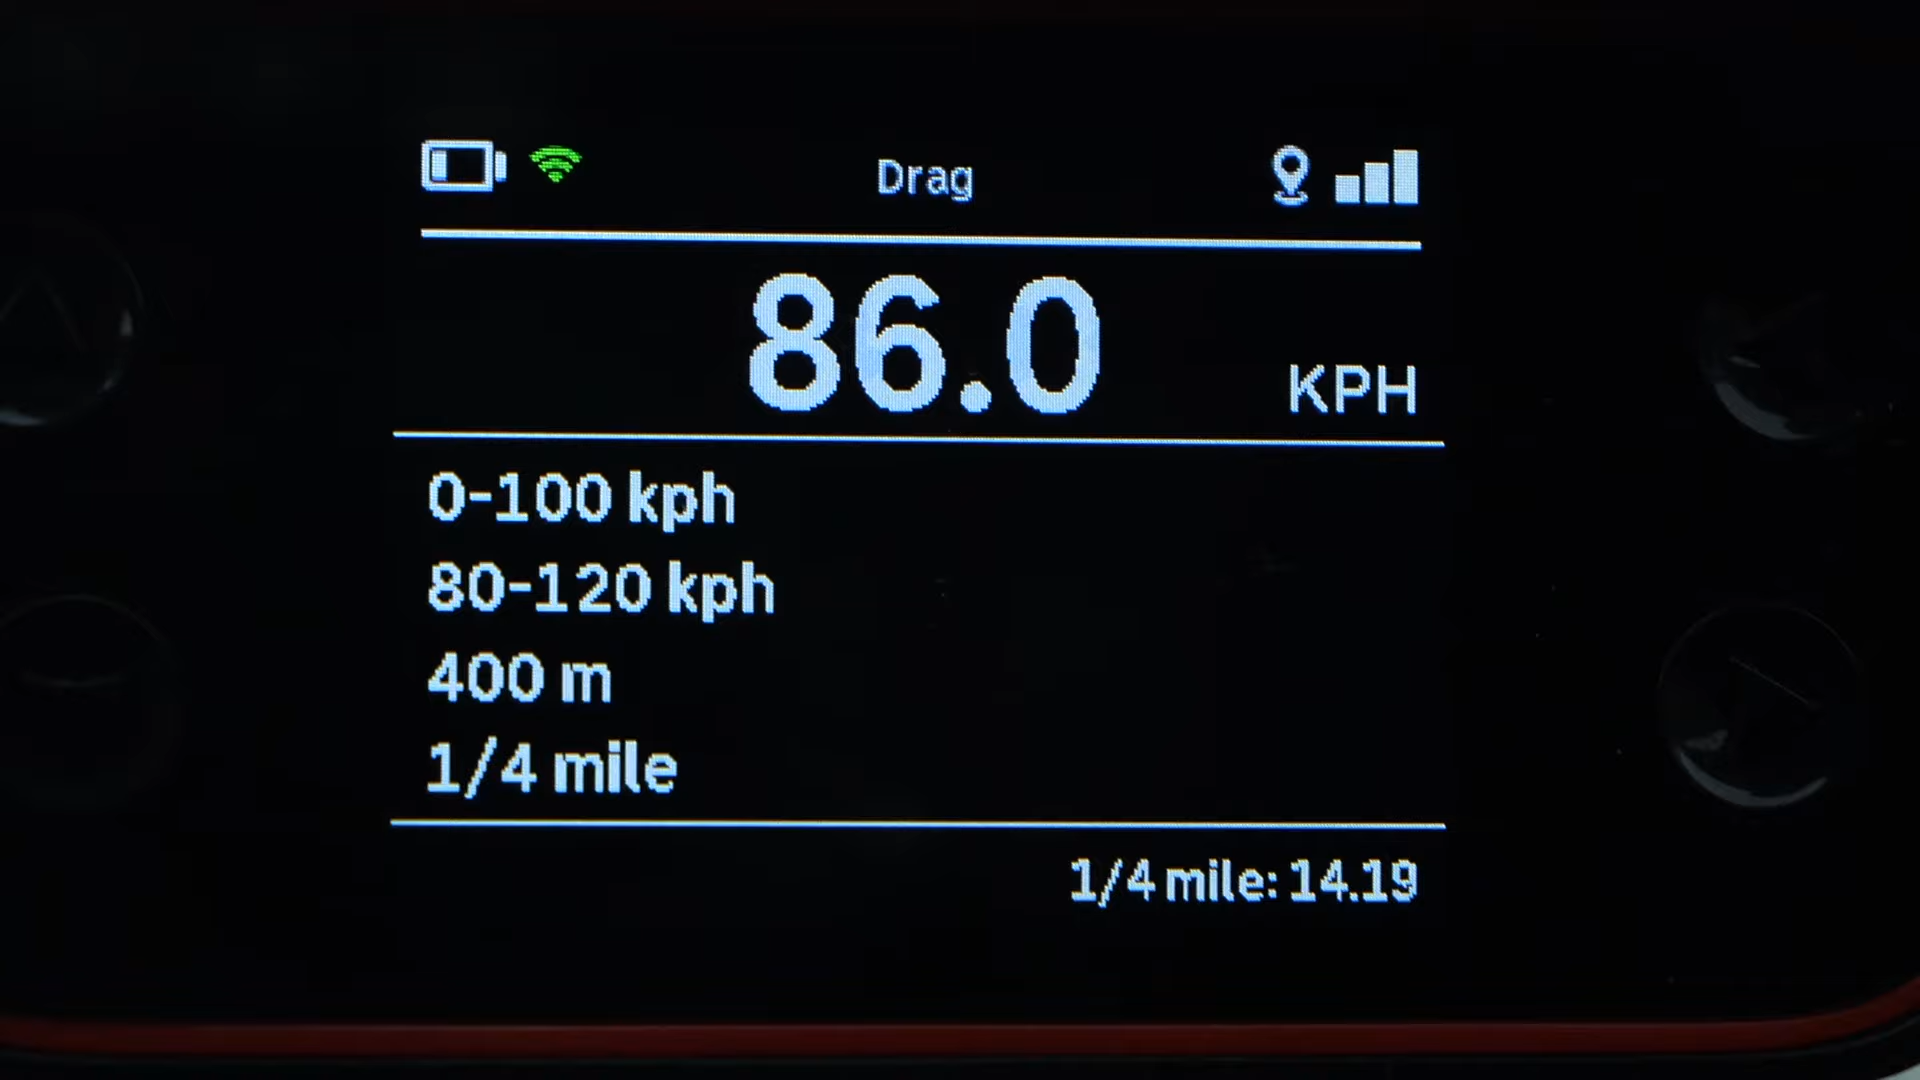 Drag
86.0 KPH
0-100 kph
80-120 kph
400 m
1/4 mile
1/4 mile: 14.19